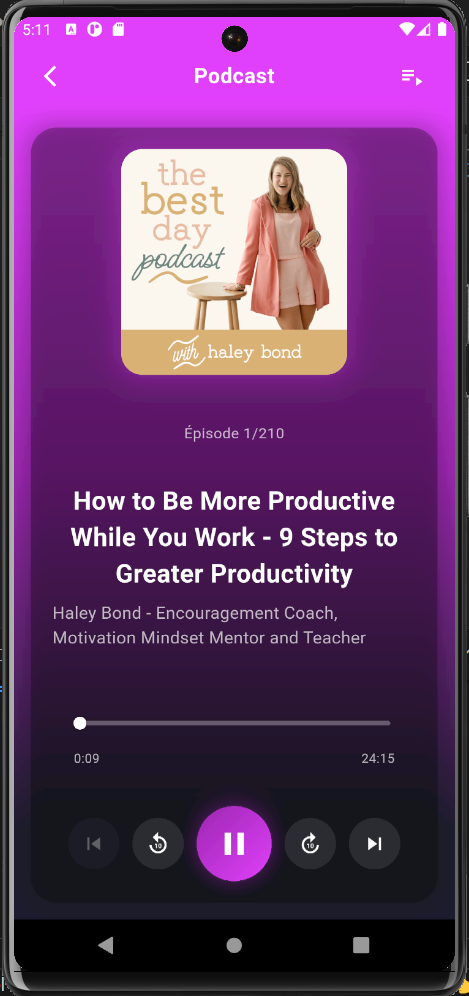 5:11
Podcast
the
best
day
podcast
with haley bond
Épisode 1/210
How to Be More Productive
While You Work - 9 Steps to
Greater Productivity
Haley Bond - Encouragement Coach,
Motivation Mindset Mentor and Teacher
0:09
24:15
10
10